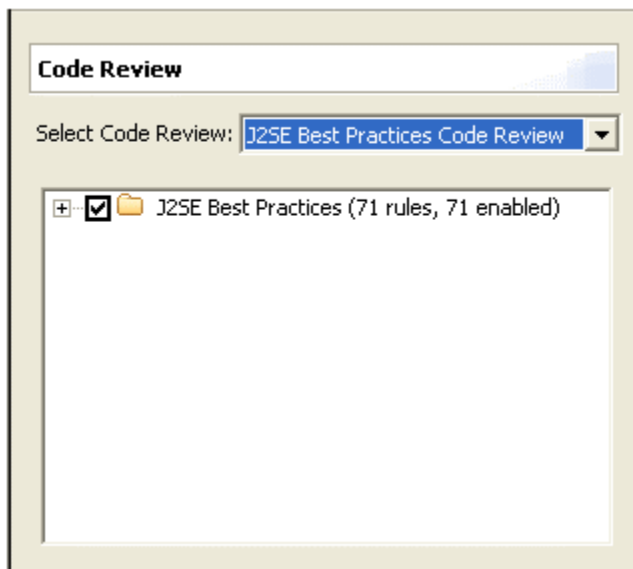 Code Review
Select Code Review: J2SE Best Practices Code Review
J2SE Best Practices (71 rules, 71 enabled)